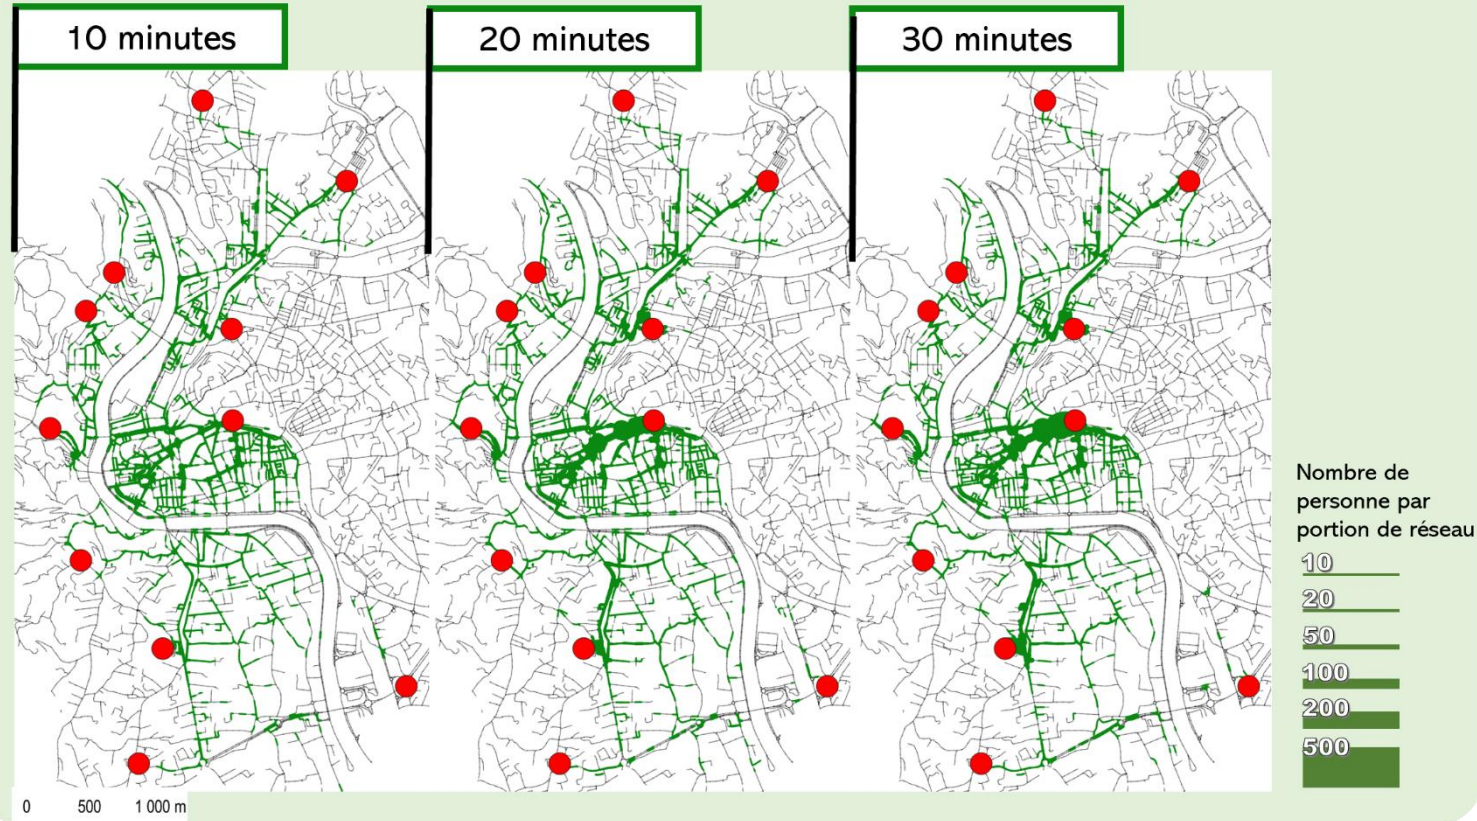 10 minutes
20 minutes
30 minutes
Nombre de
personne par
portion de réseau
10
20
50
100
200
500
0 500 1 000 m